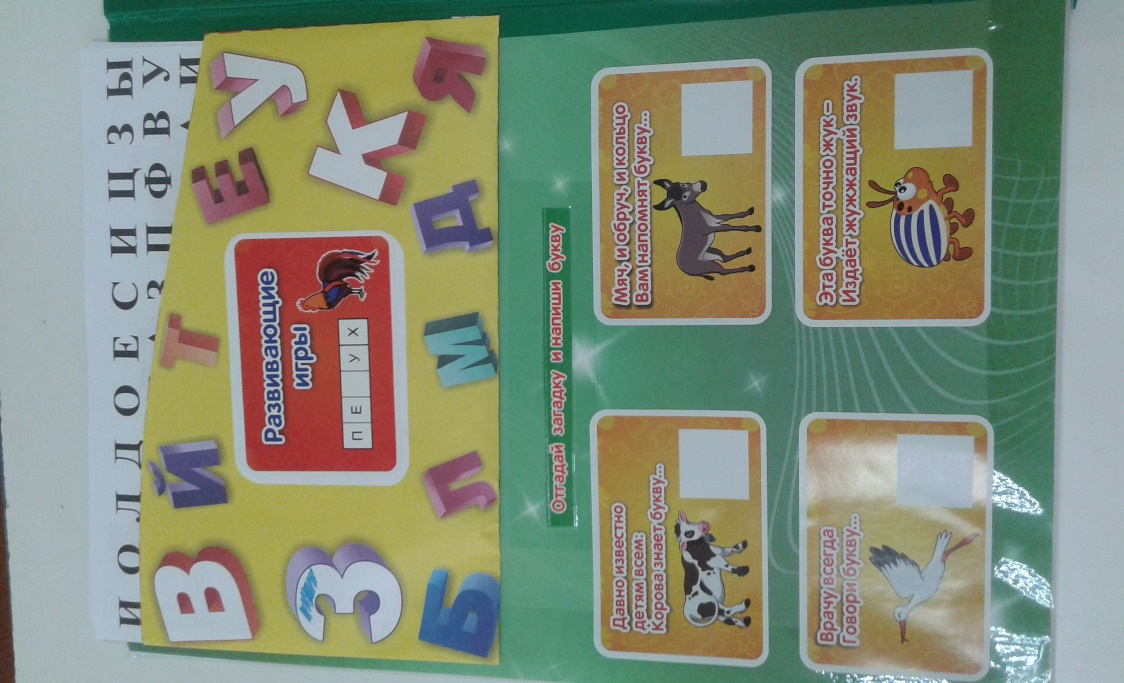 И О Л Д О Е С И Ц З Ы
З П Ф В У
И
В Й Т Е У
З К
Б Л М Д Я
Развивающие
игры
П Е У Х
Отгадай загадку и напиши букву
Давно известно
детям всем:
Корова знает букву...
Мяч, и обруч, и кольцо
Вам напомнят букву...
Врачу всегда
Говори букву...
Эта буква точно жук –
Издаёт жужжащий звук.